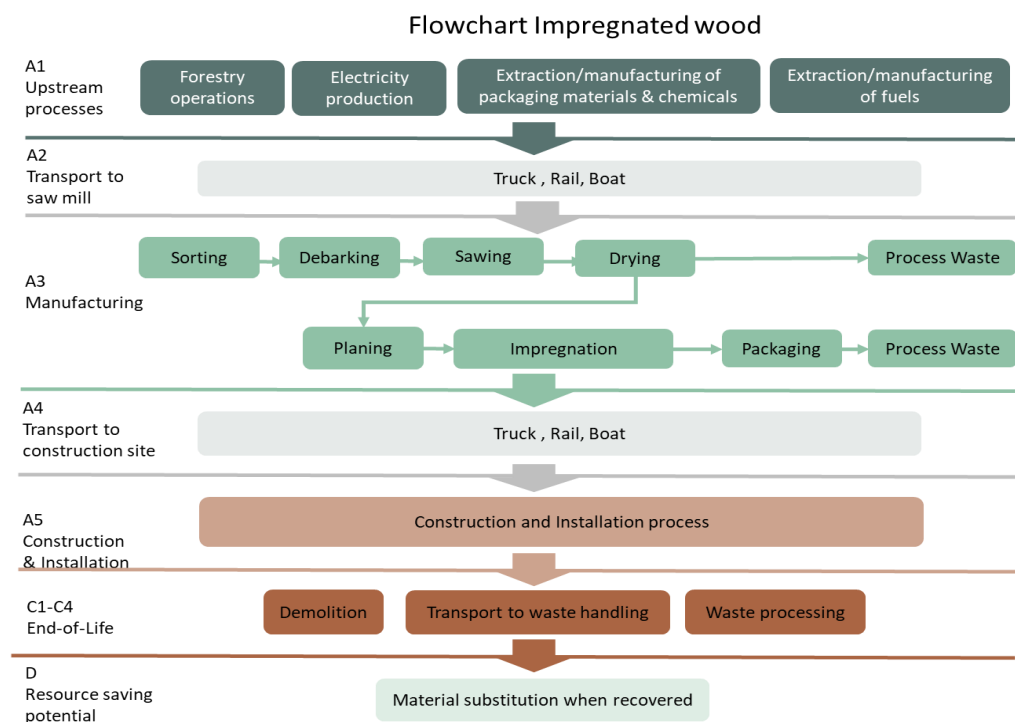 Flowchart Impregnated wood
A1
Upstream
processes
Forestry
operations
Electricity
production
Extraction/manufacturing of
packaging materials & chemicals
Extraction/manufacturing
of fuels
A2
Transport to
saw mill
Truck , Rail, Boat
A3
Manufacturing
Sorting
Debarking
Sawing
Drying
Process Waste
Planing
Impregnation
Packaging
Process Waste
A4
Transport to
construction site
Truck , Rail, Boat
A5
Construction
& Installation
Construction and Installation process
C1-C4
End-of-Life
Demolition
Transport to waste handling
Waste processing
D
Resource saving
potential
Material substitution when recovered